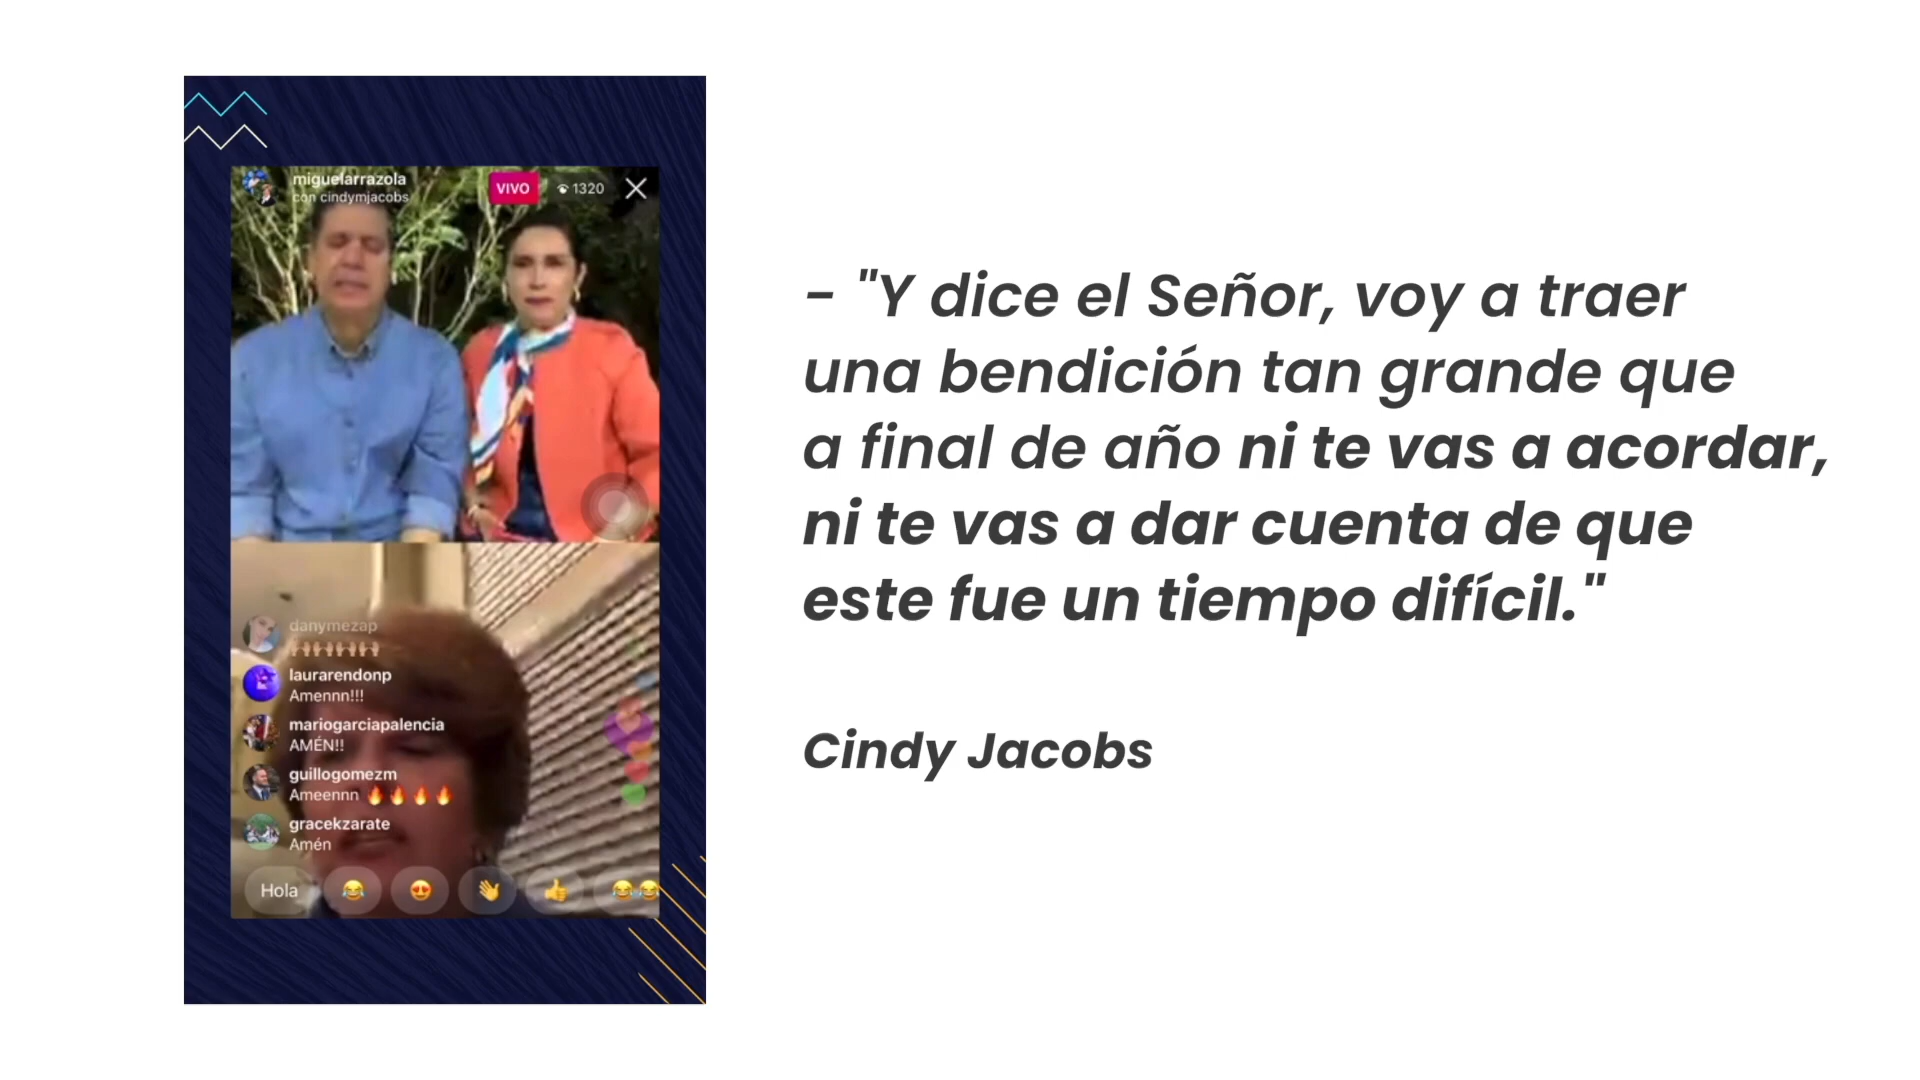 miguelarrazola
con cindymjacobs
VIVO
1320
danymezap
laurarendonp
Amennn!!!
mariogarciapalencia
AMÉN!!
guillogomezm
Ameennn 🔥🔥🔥🔥
gracekzarate
Amén
Hola
- "Y dice el Señor, voy a traer
una bendición tan grande que
a final de año ni te vas a acordar,
ni te vas a dar cuenta de que
este fue un tiempo difícil."
Cindy Jacobs